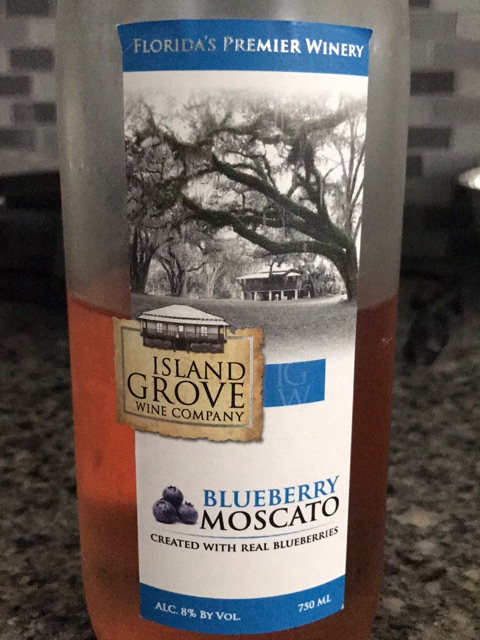 FLORIDA'S PREMIER WINERY
ISLAND
GROVE
WINE COMPANY
IG
W
BLUEBERRY
MOSCATO
CREATED WITH REAL BLUEBERRIES
ALC. 8% BY VOL.
750 ML